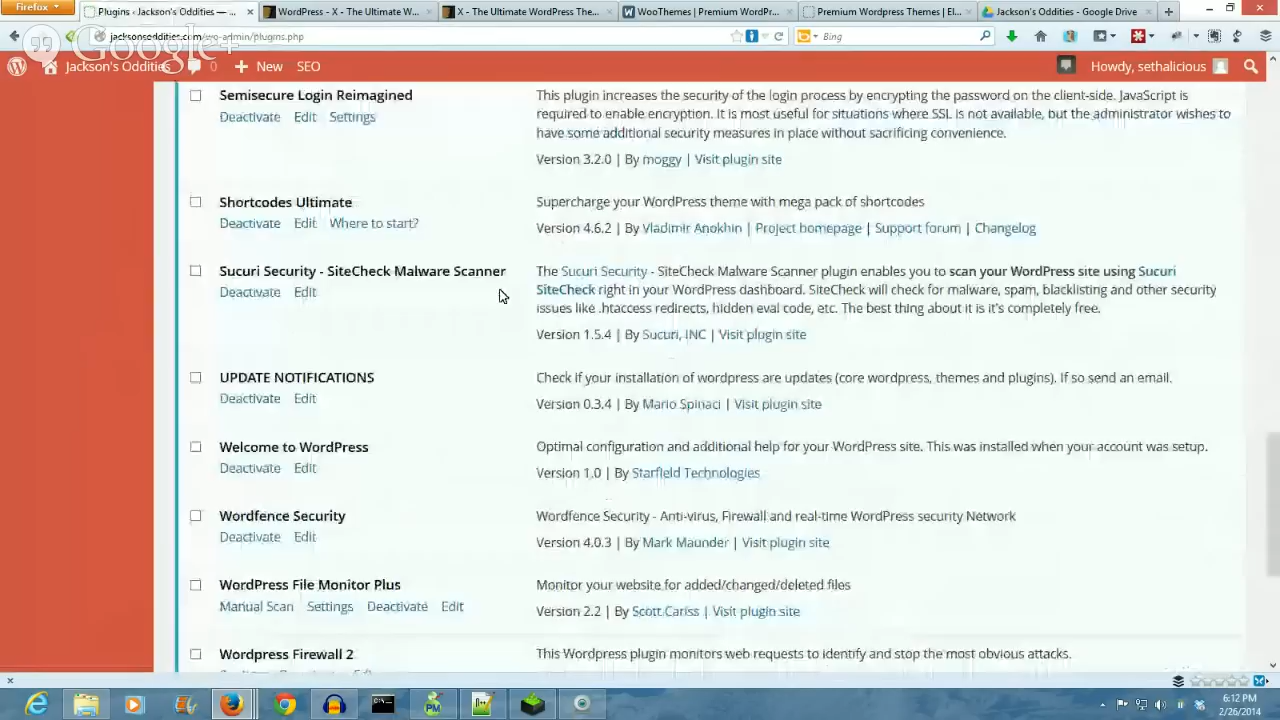 Firefox
Plugins ‹ Jackson's Oddities —...
WordPress - X - The Ultimate W...
X - The Ultimate WordPress The...
WooThemes | Premium WordPr...
Premium Wordpress Themes | El...
Jackson's Oddities - Google Drive
Google+
jacksonsoddities.com/wp-admin/plugins.php
Bing
Jackson's Oddities
0
New
SEO
Howdy, sethalicious
Semisecure Login Reimagined
Deactivate Edit Settings
This plugin increases the security of the login process by encrypting the password on the client-side. JavaScript is
required to enable encryption. It is most useful for situations where SSL is not available, but the administrator wishes to
have some additional security measures in place without sacrificing convenience.
Version 3.2.0 | By moggy | Visit plugin site
Shortcodes Ultimate
Deactivate Edit Where to start?
Supercharge your WordPress theme with mega pack of shortcodes
Version 4.6.2 | By Vladimir Anokhin | Project homepage | Support forum | Changelog
Sucuri Security - SiteCheck Malware Scanner
Deactivate Edit
The Sucuri Security - SiteCheck Malware Scanner plugin enables you to scan your WordPress site using Sucuri
SiteCheck right in your WordPress dashboard. SiteCheck will check for malware, spam, blacklisting and other security
issues like .htaccess redirects, hidden eval code, etc. The best thing about it is it's completely free.
Version 1.5.4 | By Sucuri, INC | Visit plugin site
UPDATE NOTIFICATIONS
Deactivate Edit
Check if your installation of wordpress are updates (core wordpress, themes and plugins). If so send an email.
Version 0.3.4 | By Mario Spinaci | Visit plugin site
Welcome to WordPress
Deactivate Edit
Optimal configuration and additional help for your WordPress site. This was installed when your account was setup.
Version 1.0 | By Starfield Technologies
Wordfence Security
Deactivate Edit
Wordfence Security - Anti-virus, Firewall and real-time WordPress security Network
Version 4.0.3 | By Mark Maunder | Visit plugin site
WordPress File Monitor Plus
Manual Scan Settings Deactivate Edit
Monitor your website for added/changed/deleted files
Version 2.2 | By Scott Cariss | Visit plugin site
Wordpress Firewall 2
This Wordpress plugin monitors web requests to identify and stop the most obvious attacks.
6:12 PM
2/26/2014